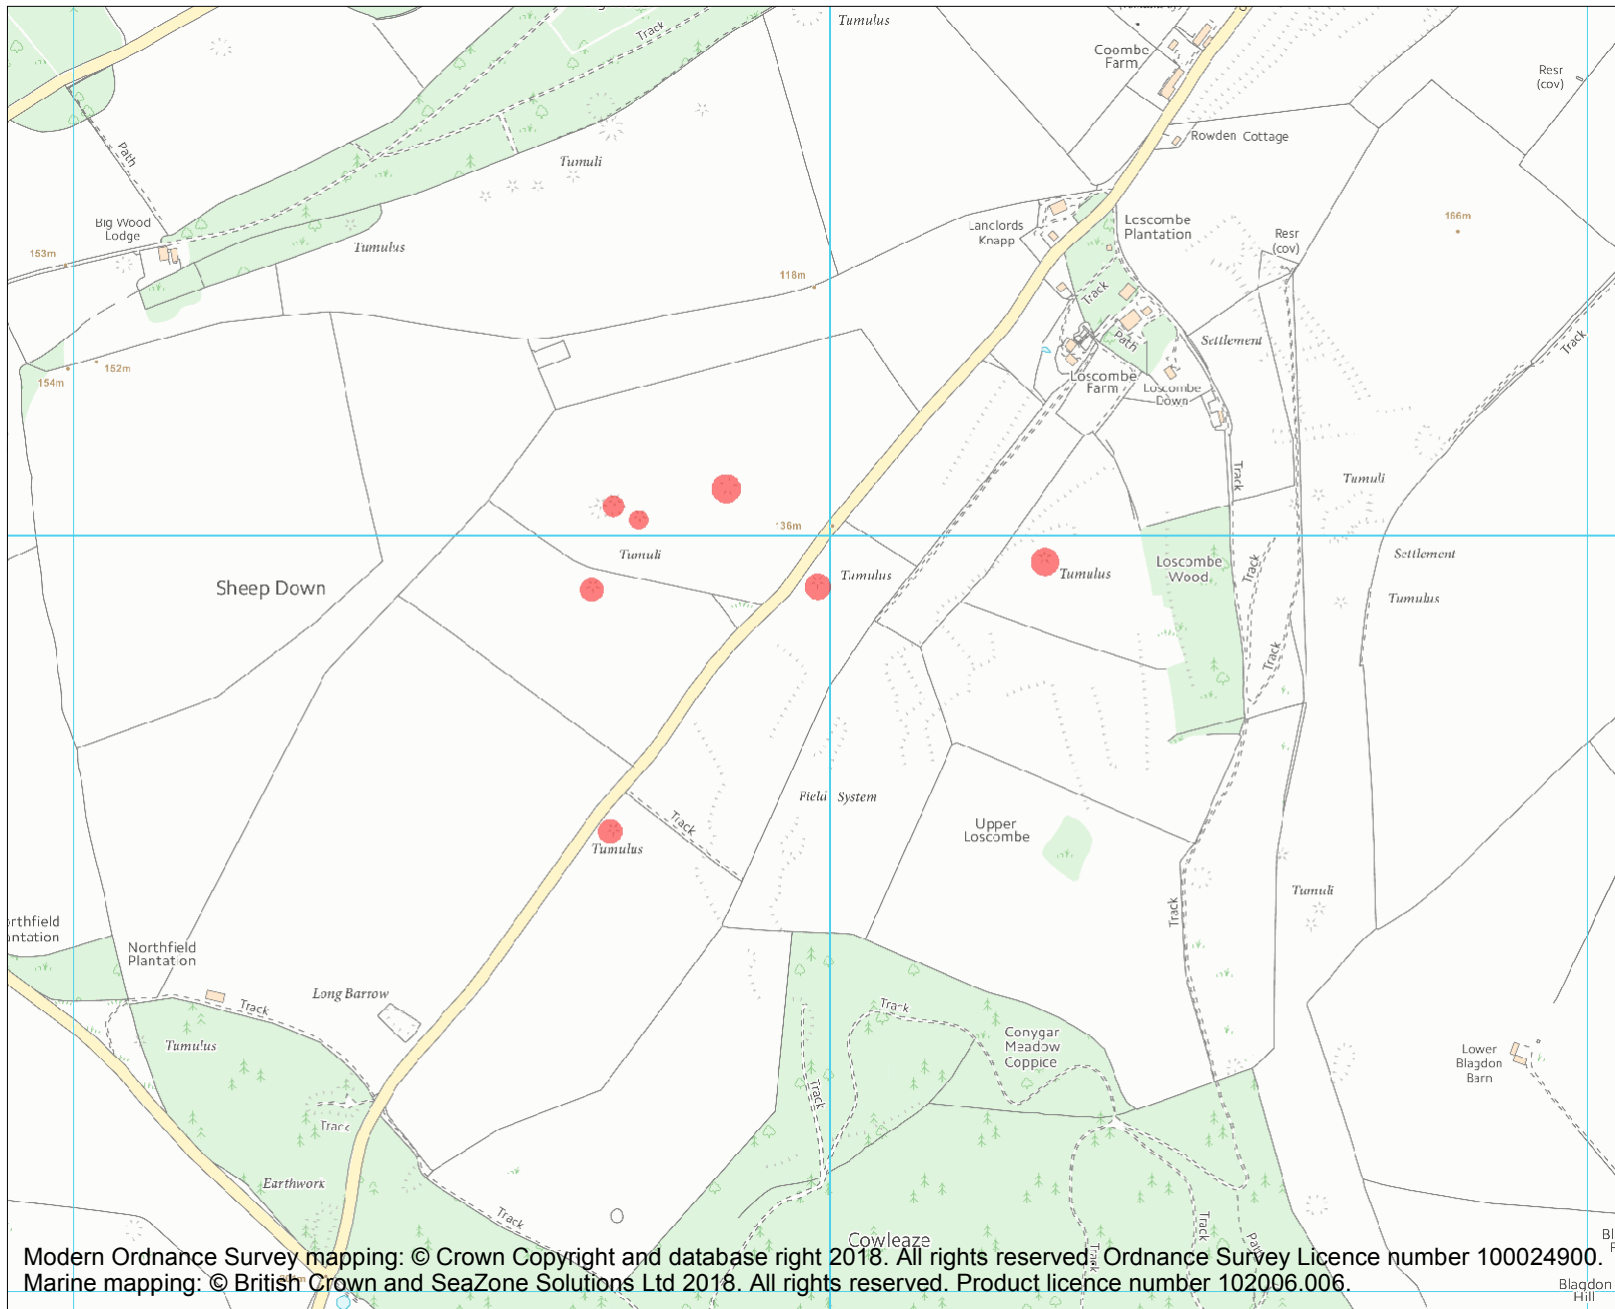 Tumulus
Track
Coombe
Farm
Resr
(cov)
Rowden Cottage
Path
Tumuli
Big Wood
Lodge
Tumulus
153m
Lanclords
Knapp
Loscombe
Plantation
166m
Resr
(cov)
118m
Track
Path
Settlement
Track
154m
152m
Loscombe
Farm
Loscombe
Down
Track
Tumuli
136m
Tumuli
Sheep Down
Tumulus
Tumulus
Loscombe
Wood
Track
Settlement
Tumulus
Track
Field System
Track
Upper
Loscombe
Tumulus
Tumuli
Track
orthfield
antation
Northfield
Plantation
Long Barrow
Track
Track
Conygar
Meadow
Coppice
Tumulus
Lower
Blagdon
Barn
Track
Track
Earthwork
Track
Cowleaze
Track
Track
Path
Bl
Modern Ordnance Survey mapping: © Crown Copyright and database right 2018. All rights reserved. Ordnance Survey Licence number 100024900.
Marine mapping: © British Crown and SeaZone Solutions Ltd 2018. All rights reserved. Product licence number 102006.006.
Blagdon
Hill